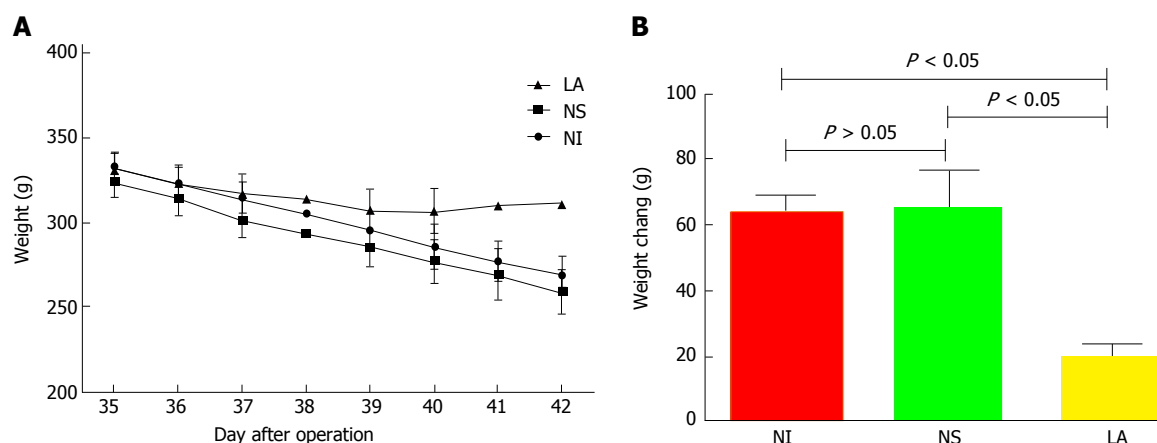 A
400
350
300
250
200
Weight (g)
LA
NS
NI
35 36 37 38 39 40 41 42
Day after operation
B
P < 0.05
P < 0.05
P > 0.05
100
80
60
40
20
0
Weight chang (g)
NI NS LA